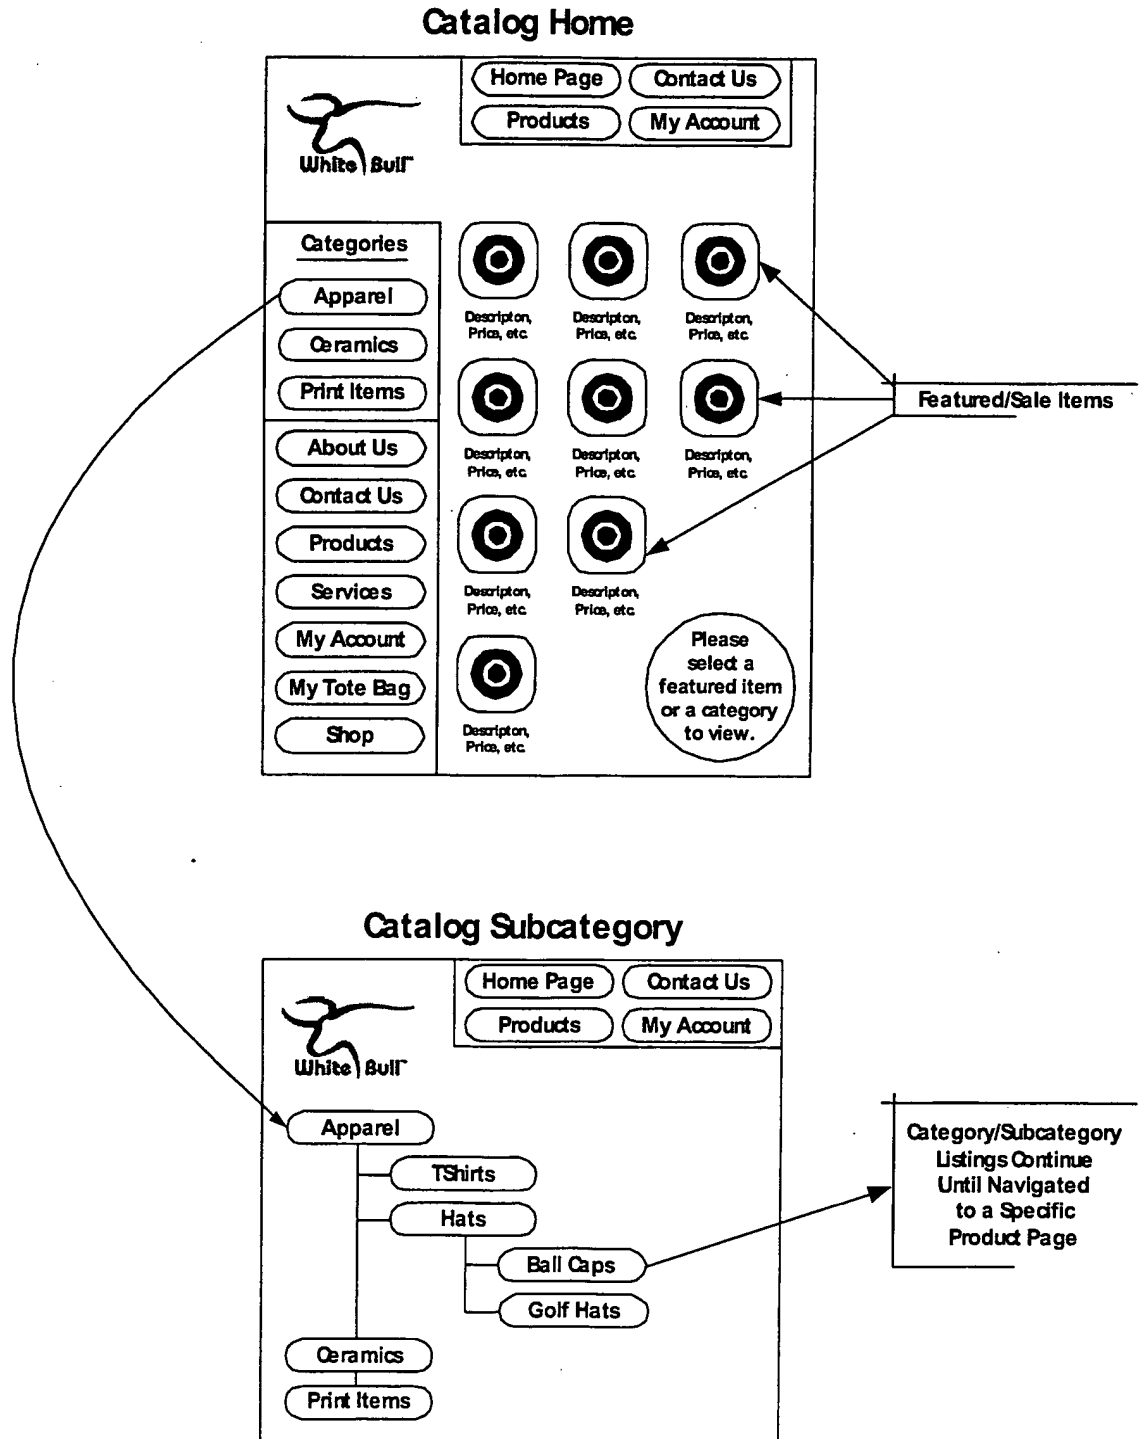 Catalog Home
Home Page
Contact Us
Products
My Account
White Bull™
Categories
Apparel
Ceramics
Print Items
About Us
Contact Us
Products
Services
My Account
My Tote Bag
Shop
Descripton,
Price, etc.
Descripton,
Price, etc.
Descripton,
Price, etc.
Descripton,
Price, etc.
Descripton,
Price, etc.
Descripton,
Price, etc.
Descripton,
Price, etc.
Descripton,
Price, etc.
Descripton,
Price, etc.
Please
select a
featured item
or a category
to view.
Featured/Sale Items
Catalog Subcategory
Home Page
Contact Us
Products
My Account
White Bull™
Apparel
TShirts
Hats
Ball Caps
Golf Hats
Ceramics
Print Items
Category/Subcategory
Listings Continue
Until Navigated
to a Specific
Product Page